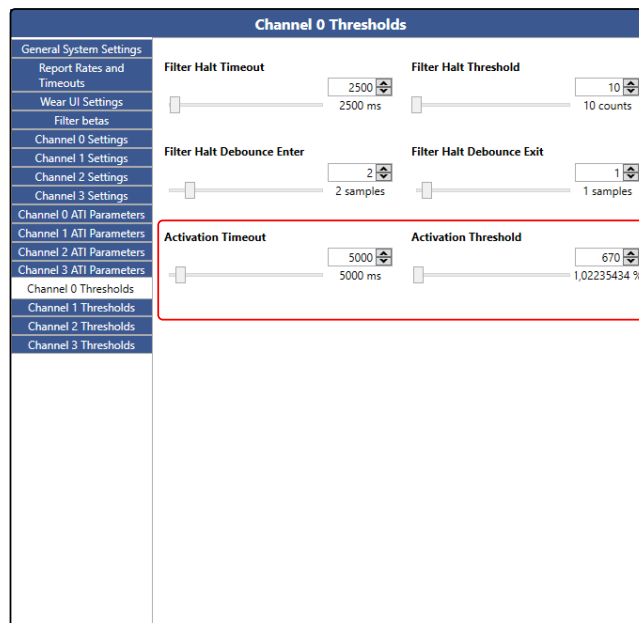 Channel 0 Thresholds
General System Settings
Report Rates and
Timeouts
Wear UI Settings
Filter betas
Channel 0 Settings
Channel 1 Settings
Channel 2 Settings
Channel 3 Settings
Channel 0 ATI Parameters
Channel 1 ATI Parameters
Channel 2 ATI Parameters
Channel 3 ATI Parameters
Channel 0 Thresholds
Channel 1 Thresholds
Channel 2 Thresholds
Channel 3 Thresholds
Filter Halt Timeout
2500
2500 ms
Filter Halt Threshold
10
10 counts
Filter Halt Debounce Enter
2
2 samples
Filter Halt Debounce Exit
1
1 samples
Activation Timeout
5000
5000 ms
Activation Threshold
670
1,02235434 %